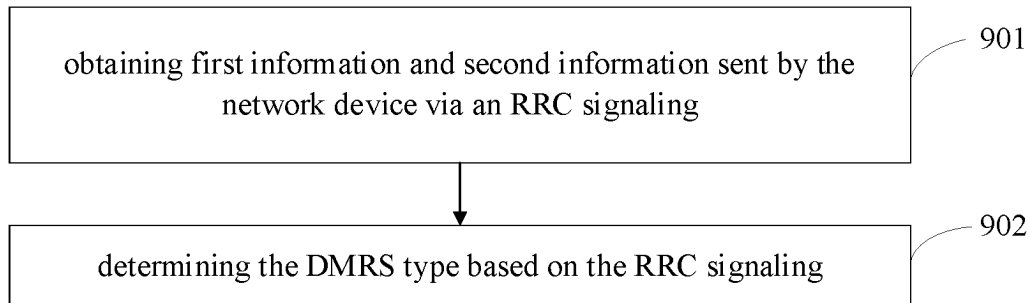 obtaining first information and second information sent by the
network device via an RRC signaling
901
determining the DMRS type based on the RRC signaling
902